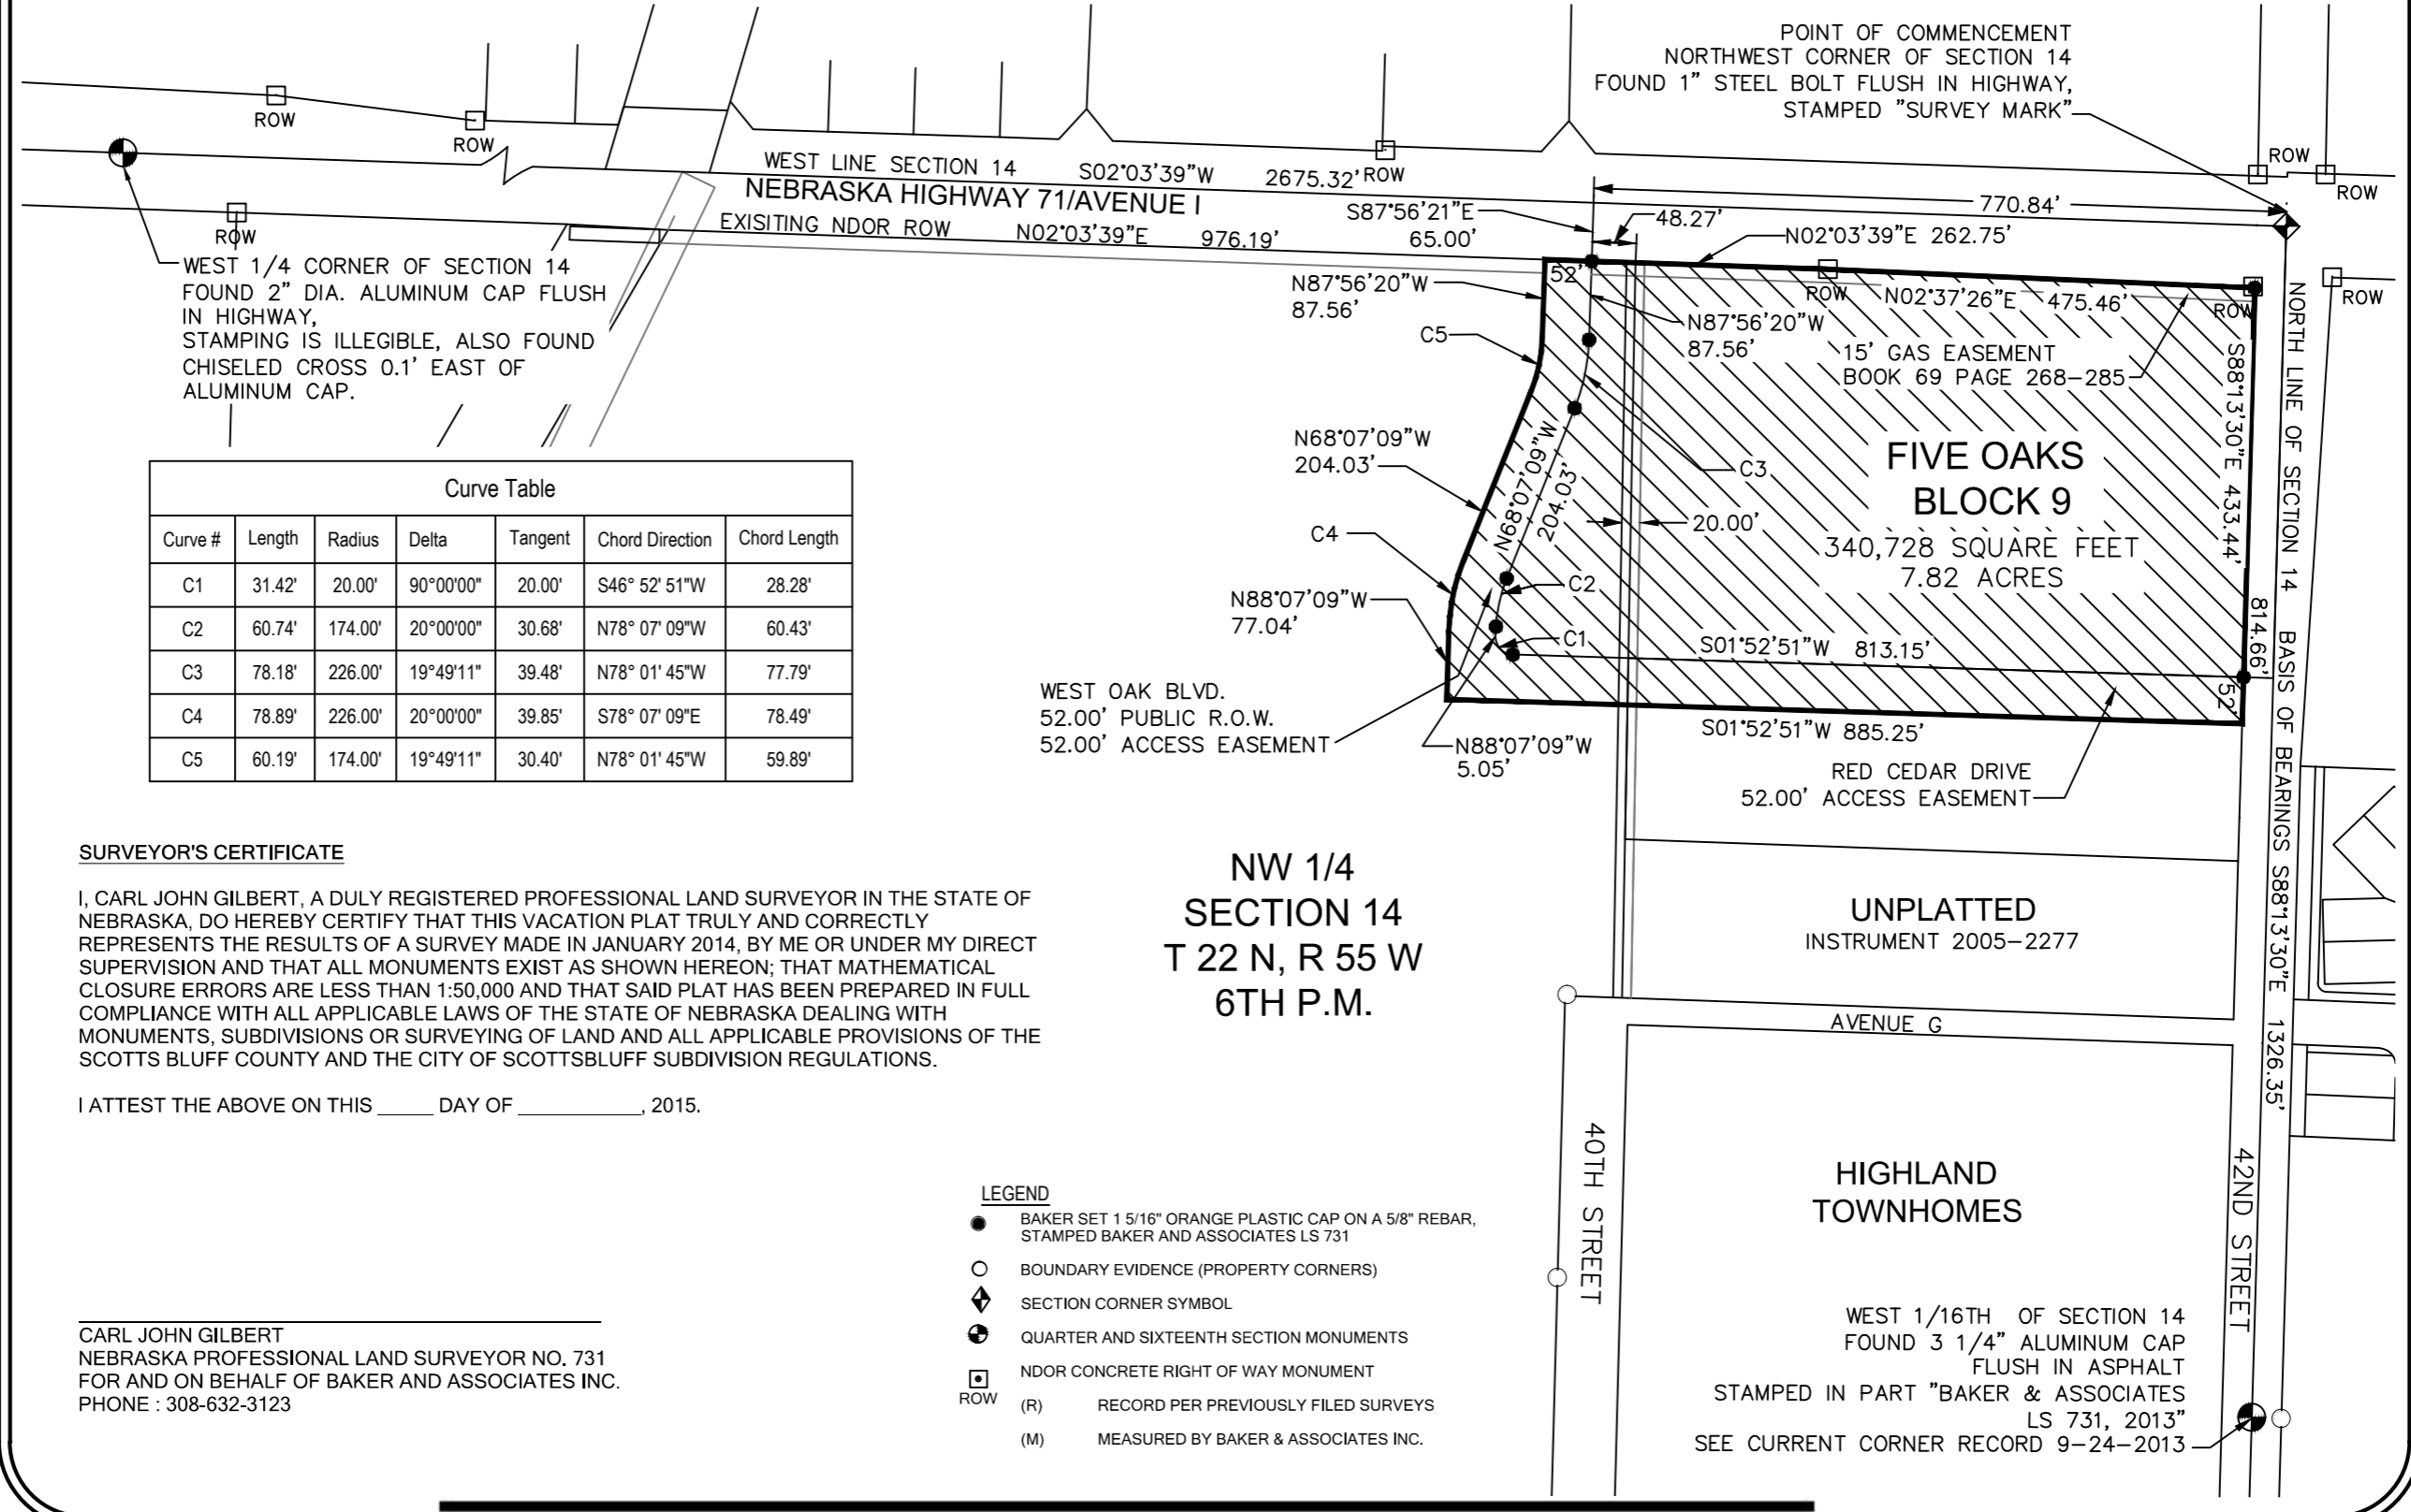 POINT OF COMMENCEMENT
NORTHWEST CORNER OF SECTION 14
FOUND 1" STEEL BOLT FLUSH IN HIGHWAY,
STAMPED "SURVEY MARK"
ROW
ROW
ROW
ROW
ROW
ROW
ROW
ROW
ROW
WEST LINE SECTION 14 S02°03'39"W 2675.32'
NEBRASKA HIGHWAY 71/AVENUE I
EXISITING NDOR ROW N02°03'39"E 976.19'
S87°56'21"E
65.00'
48.27'
770.84'
N02°03'39"E 262.75'
WEST 1/4 CORNER OF SECTION 14
FOUND 2" DIA. ALUMINUM CAP FLUSH
IN HIGHWAY,
STAMPING IS ILLEGIBLE, ALSO FOUND
CHISELED CROSS 0.1' EAST OF
ALUMINUM CAP.
N87°56'20"W
87.56'
52'
N87°56'20"W
87.56'
N02°37'26"E 475.46'
15' GAS EASEMENT
BOOK 69 PAGE 268-285
C5
N68°07'09"W
204.03'
N68°07'09"W
204.03'
C3
C4
20.00'
C2
N88°07'09"W
77.04'
C1
FIVE OAKS
BLOCK 9
340,728 SQUARE FEET
7.82 ACRES
S88°13'30"E 433.44'
S01°52'51"W 813.15'
814.66'
52'
NORTH LINE OF SECTION 14 BASIS OF BEARINGS S88°13'30"E 1326.35'
WEST OAK BLVD.
52.00' PUBLIC R.O.W.
52.00' ACCESS EASEMENT
N88°07'09"W
5.05'
S01°52'51"W 885.25'
RED CEDAR DRIVE
52.00' ACCESS EASEMENT
Curve Table
Curve # Length Radius Delta Tangent Chord Direction Chord Length
C1 31.42' 20.00' 90°00'00" 20.00' S46° 52' 51"W 28.28'
C2 60.74' 174.00' 20°00'00" 30.68' N78° 07' 09"W 60.43'
C3 78.18' 226.00' 19°49'11" 39.48' N78° 01' 45"W 77.79'
C4 78.89' 226.00' 20°00'00" 39.85' S78° 07' 09"E 78.49'
C5 60.19' 174.00' 19°49'11" 30.40' N78° 01' 45"W 59.89'
SURVEYOR'S CERTIFICATE
I, CARL JOHN GILBERT, A DULY REGISTERED PROFESSIONAL LAND SURVEYOR IN THE STATE OF
NEBRASKA, DO HEREBY CERTIFY THAT THIS VACATION PLAT TRULY AND CORRECTLY
REPRESENTS THE RESULTS OF A SURVEY MADE IN JANUARY 2014, BY ME OR UNDER MY DIRECT
SUPERVISION AND THAT ALL MONUMENTS EXIST AS SHOWN HEREON; THAT MATHEMATICAL
CLOSURE ERRORS ARE LESS THAN 1:50,000 AND THAT SAID PLAT HAS BEEN PREPARED IN FULL
COMPLIANCE WITH ALL APPLICABLE LAWS OF THE STATE OF NEBRASKA DEALING WITH
MONUMENTS, SUBDIVISIONS OR SURVEYING OF LAND AND ALL APPLICABLE PROVISIONS OF THE
SCOTTS BLUFF COUNTY AND THE CITY OF SCOTTSBLUFF SUBDIVISION REGULATIONS.
I ATTEST THE ABOVE ON THIS _____ DAY OF ___________, 2015.
CARL JOHN GILBERT
NEBRASKA PROFESSIONAL LAND SURVEYOR NO. 731
FOR AND ON BEHALF OF BAKER AND ASSOCIATES INC.
PHONE : 308-632-3123
NW 1/4
SECTION 14
T 22 N, R 55 W
6TH P.M.
UNPLATTED
INSTRUMENT 2005-2277
AVENUE G
40TH STREET
HIGHLAND
TOWNHOMES
42ND STREET
WEST 1/16TH OF SECTION 14
FOUND 3 1/4" ALUMINUM CAP
FLUSH IN ASPHALT
STAMPED IN PART "BAKER & ASSOCIATES
LS 731, 2013"
SEE CURRENT CORNER RECORD 9-24-2013
LEGEND
BAKER SET 1 5/16" ORANGE PLASTIC CAP ON A 5/8" REBAR,
STAMPED BAKER AND ASSOCIATES LS 731
BOUNDARY EVIDENCE (PROPERTY CORNERS)
SECTION CORNER SYMBOL
QUARTER AND SIXTEENTH SECTION MONUMENTS
NDOR CONCRETE RIGHT OF WAY MONUMENT
ROW
(R) RECORD PER PREVIOUSLY FILED SURVEYS
(M) MEASURED BY BAKER & ASSOCIATES INC.